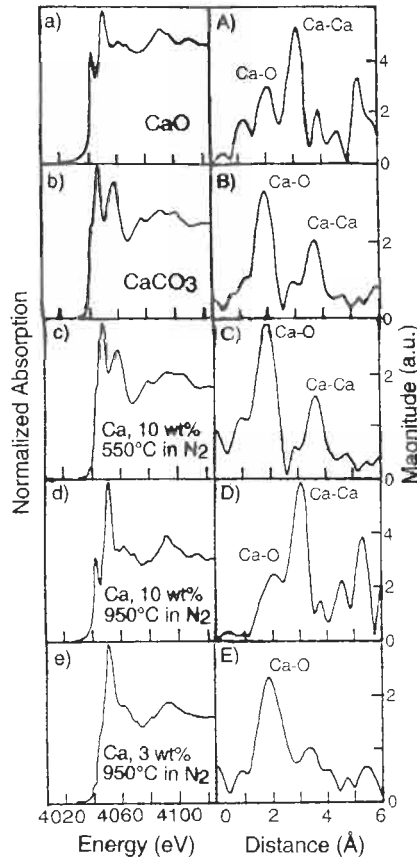 a)
CaO
A)
Ca-Ca
Ca-O
4
2
0
b)
CaCO3
B)
Ca-O
Ca-Ca
2
0
c)
Ca, 10 wt%
550°C in N2
C)
Ca-O
Ca-Ca
2
0
d)
Ca, 10 wt%
950°C in N2
D)
Ca-Ca
Ca-O
4
2
0
e)
Ca, 3 wt%
950°C in N2
E)
Ca-O
2
0
Normalized Absorption
Magnitude (a.u.)
4020 4060 4100
0 2 4 6
Energy (eV)
Distance (Å)